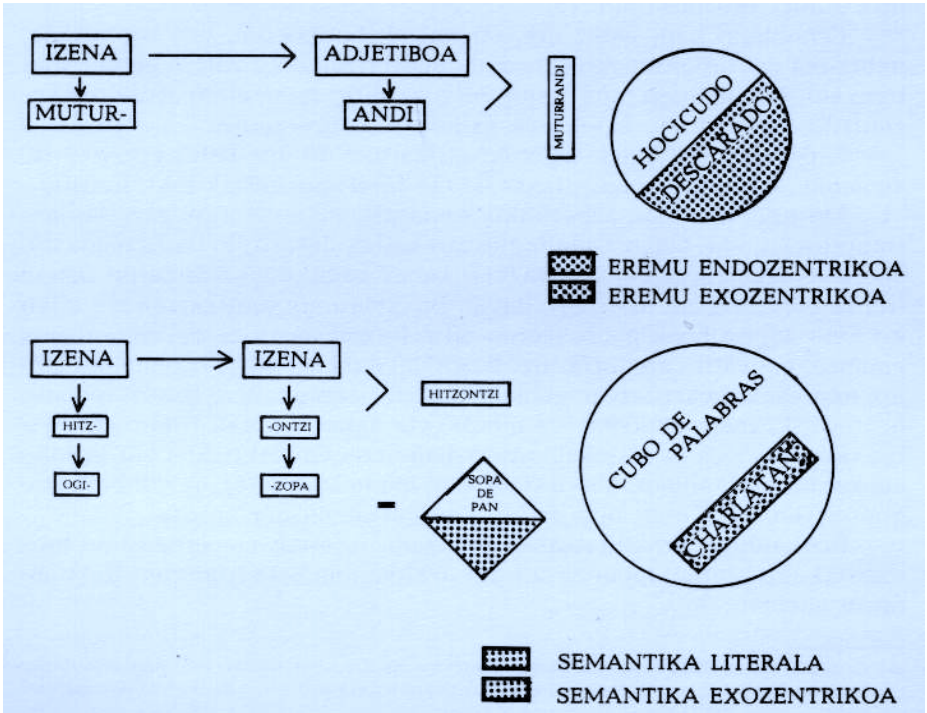 IZENA
ADJETIBOA
MUTUR-
ANDI
MUTURRANDI
HOCICUDO
DESCARADO
EREMU ENDOZENTRIKOA
EREMU EXOZENTRIKOA
IZENA
IZENA
HITZONTZI
HITZ-
-ONTZI
OGI-
-ZOPA
-
SOPA
DE
PAN
CUBO DE
PALABRAS
CHARLATAN
SEMANTIKA LITERALA
SEMANTIKA EXOZENTRIKOA